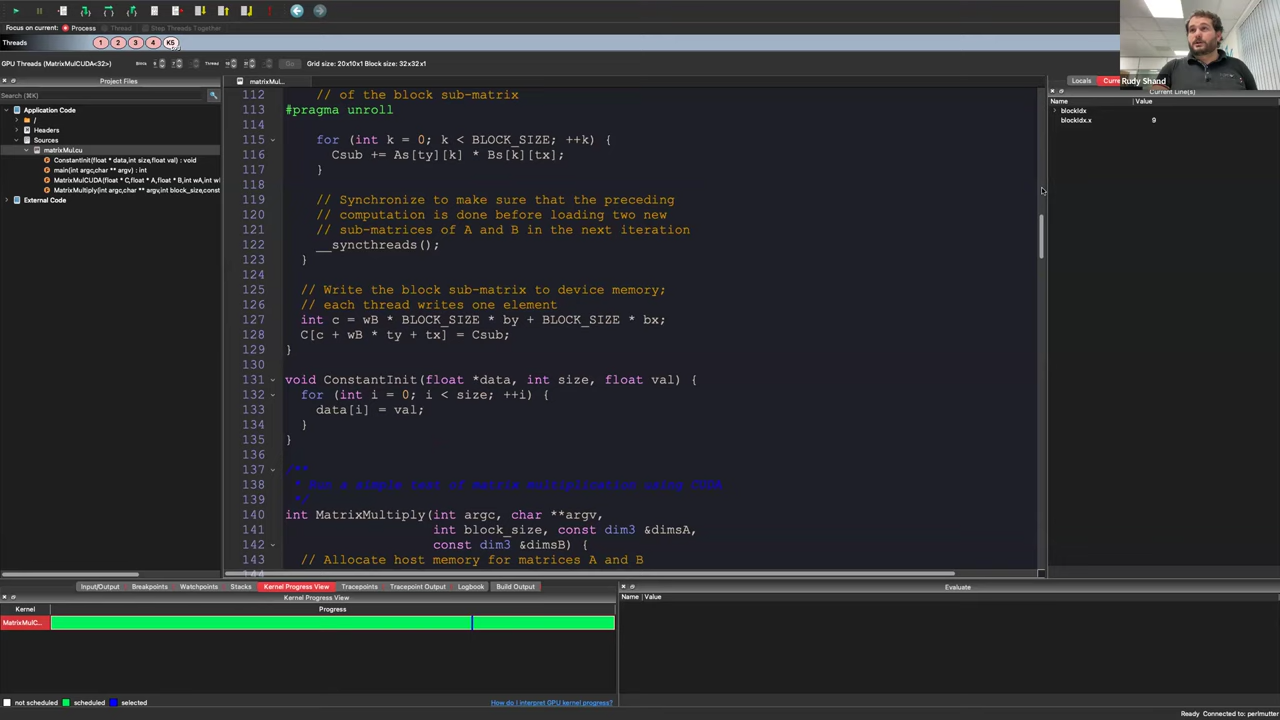 Focus on current:  Process  Thread  Step Threads Together
Threads 1 2 3 4 K5
GPU Threads (MatrixMulCUDA<32>)  Block  Thread  Go  Grid size: 20x10x1 Block size: 32x32x1
Rudy Shand
Project Files
matrixMul...
Locals
Search (⌘K)
Current Line(s)
Name Value
blockIdx
blockIdx.x 9
Application Code
/
Headers
Sources
matrixMul.cu
ConstantInit(float * data,int size,float val) : void
main(int argc,char ** argv) : int
MatrixMulCUDA(float * C,float * A,float * B,int wA,int w
MatrixMultiply(int argc,char ** argv,int block_size,const
External Code
112 // of the block sub-matrix
113 #pragma unroll
114
115 for (int k = 0; k < BLOCK_SIZE; ++k) {
116 Csub += As[ty][k] * Bs[k][tx];
117 }
118
119 // Synchronize to make sure that the preceding
120 // computation is done before loading two new
121 // sub-matrices of A and B in the next iteration
122 __syncthreads();
123 }
124
125 // Write the block sub-matrix to device memory;
126 // each thread writes one element
127 int c = wB * BLOCK_SIZE * by + BLOCK_SIZE * bx;
128 C[c + wB * ty + tx] = Csub;
129 }
130
131 void ConstantInit(float *data, int size, float val) {
132 for (int i = 0; i < size; ++i) {
133 data[i] = val;
134 }
135 }
136
137 /**
138 * Run a simple test of matrix multiplication using CUDA
139 */
140 int MatrixMultiply(int argc, char **argv,
141 int block_size, const dim3 &dimsA,
142 const dim3 &dimsB) {
143 // Allocate host memory for matrices A and B
Input/Output Breakpoints Watchpoints Stacks Kernel Progress View Tracepoints Tracepoint Output Logbook Build Output
Kernel Progress View
Kernel Progress
MatrixMulC...
Evaluate
Name Value
not scheduled scheduled selected
How do I interpret GPU kernel progress?
Ready Connected to: perlmutter